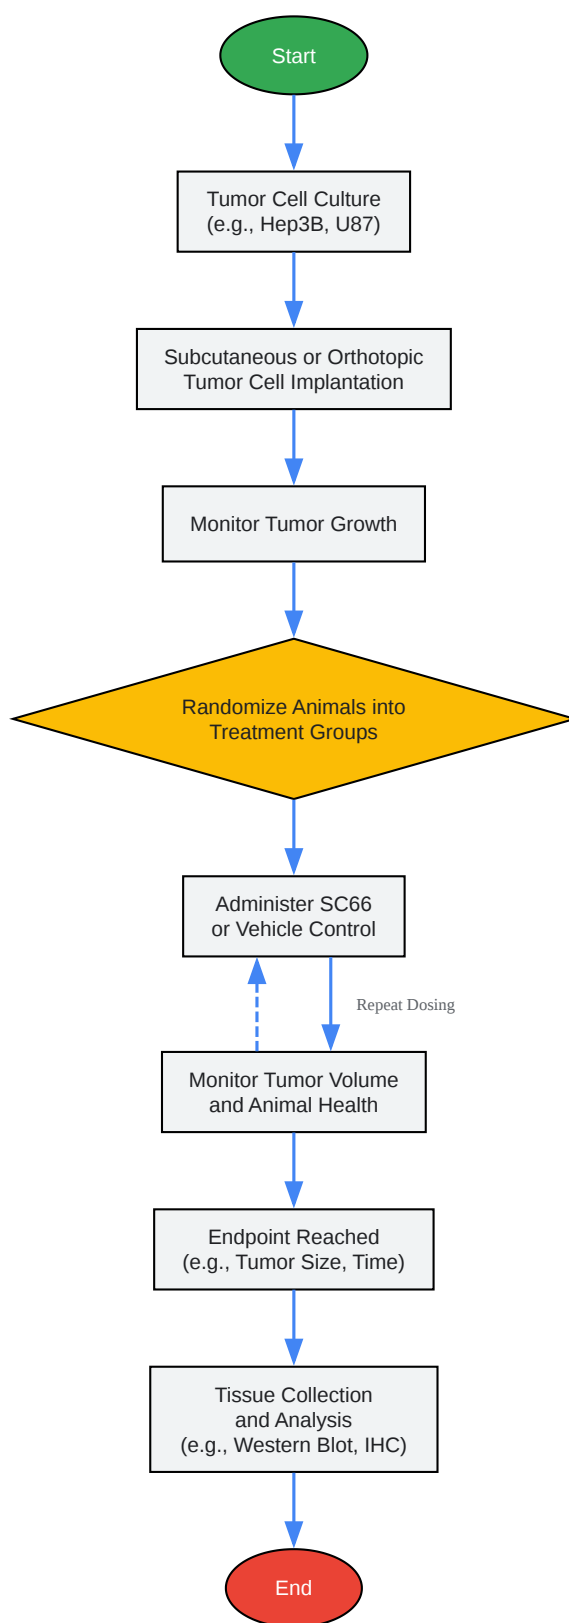 Start
Tumor Cell Culture
(e.g., Hep3B, U87)
Subcutaneous or Orthotopic
Tumor Cell Implantation
Monitor Tumor Growth
Randomize Animals into
Treatment Groups
Administer SC66
or Vehicle Control
Repeat Dosing
Monitor Tumor Volume
and Animal Health
Endpoint Reached
(e.g., Tumor Size, Time)
Tissue Collection
and Analysis
(e.g., Western Blot, IHC)
End